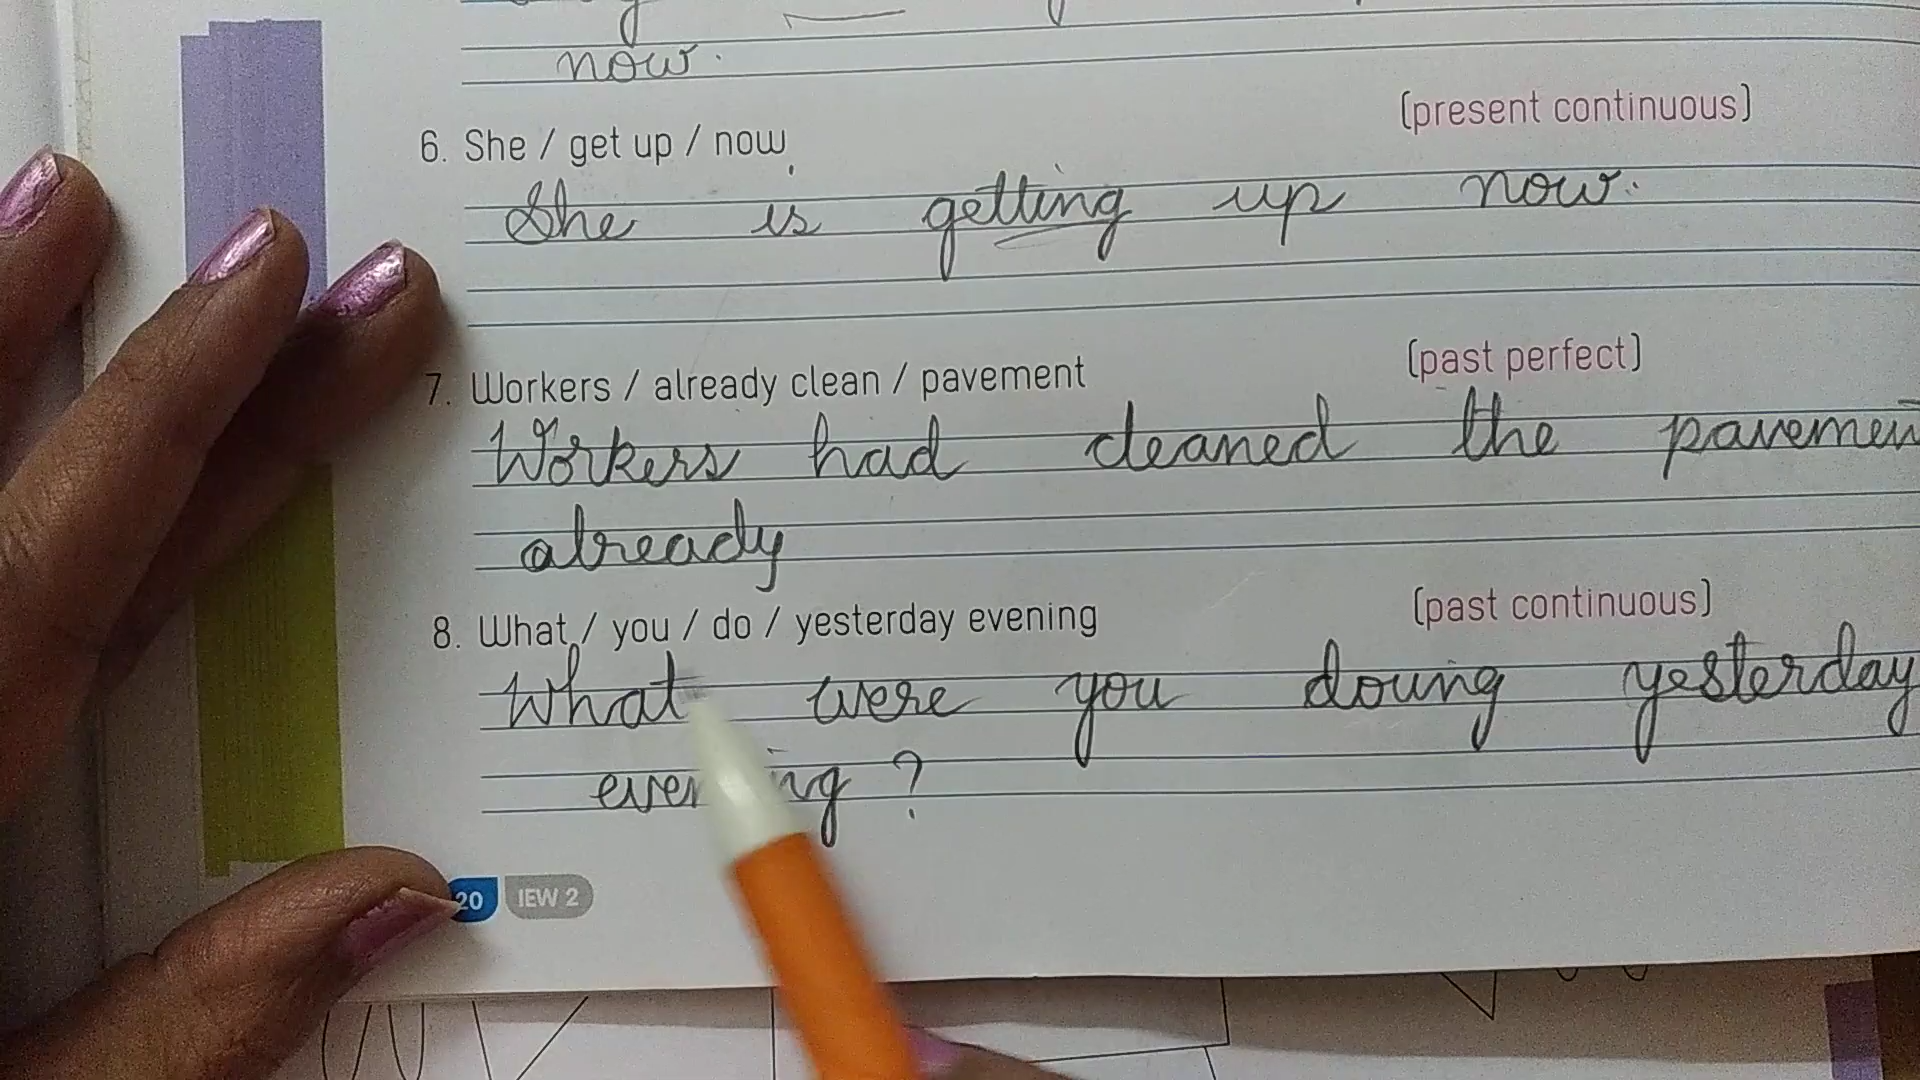 now.
(present continuous)
6. She / get up / now
She is getting up now.
(past perfect)
7. Workers / already clean / pavement
Workers had cleaned the pavemen
already
(past continuous)
8. What / you / do / yesterday evening
What were you doing yesterday
?
20 IEW 2